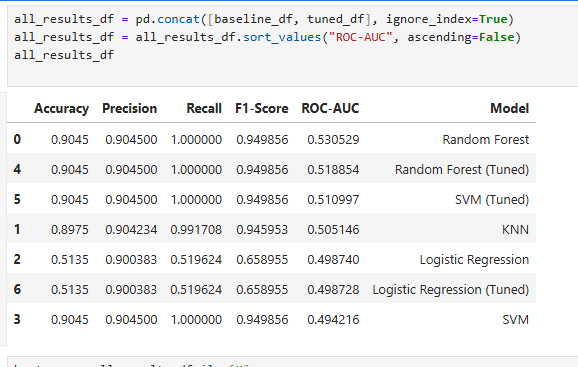 all_results_df = pd.concat([baseline_df, tuned_df], ignore_index=True)
all_results_df = all_results_df.sort_values("ROC-AUC", ascending=False)
all_results_df
Accuracy Precision Recall F1-Score ROC-AUC Model
0 0.9045 0.904500 1.000000 0.949856 0.530529 Random Forest
4 0.9045 0.904500 1.000000 0.949856 0.518854 Random Forest (Tuned)
5 0.9045 0.904500 1.000000 0.949856 0.510997 SVM (Tuned)
1 0.8975 0.904234 0.991708 0.945953 0.505146 KNN
2 0.5135 0.900383 0.519624 0.658955 0.498740 Logistic Regression
6 0.5135 0.900383 0.519624 0.658955 0.498728 Logistic Regression (Tuned)
3 0.9045 0.904500 1.000000 0.949856 0.494216 SVM